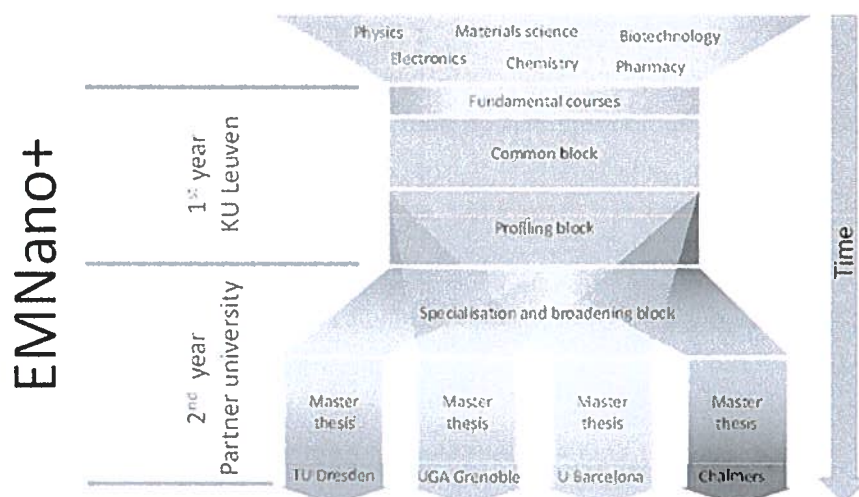 EMNano+
1st year
KU Leuven
2nd year
Partner university
Physics
Materials science
Biotechnology
Electronics
Chemistry
Pharmacy
Fundamental courses
Common block
Profiling block
Specialisation and broadening block
Master
thesis
Master
thesis
Master
thesis
Master
thesis
TU Dresden
UGA Grenoble
U Barcelona
Chalmers
Time